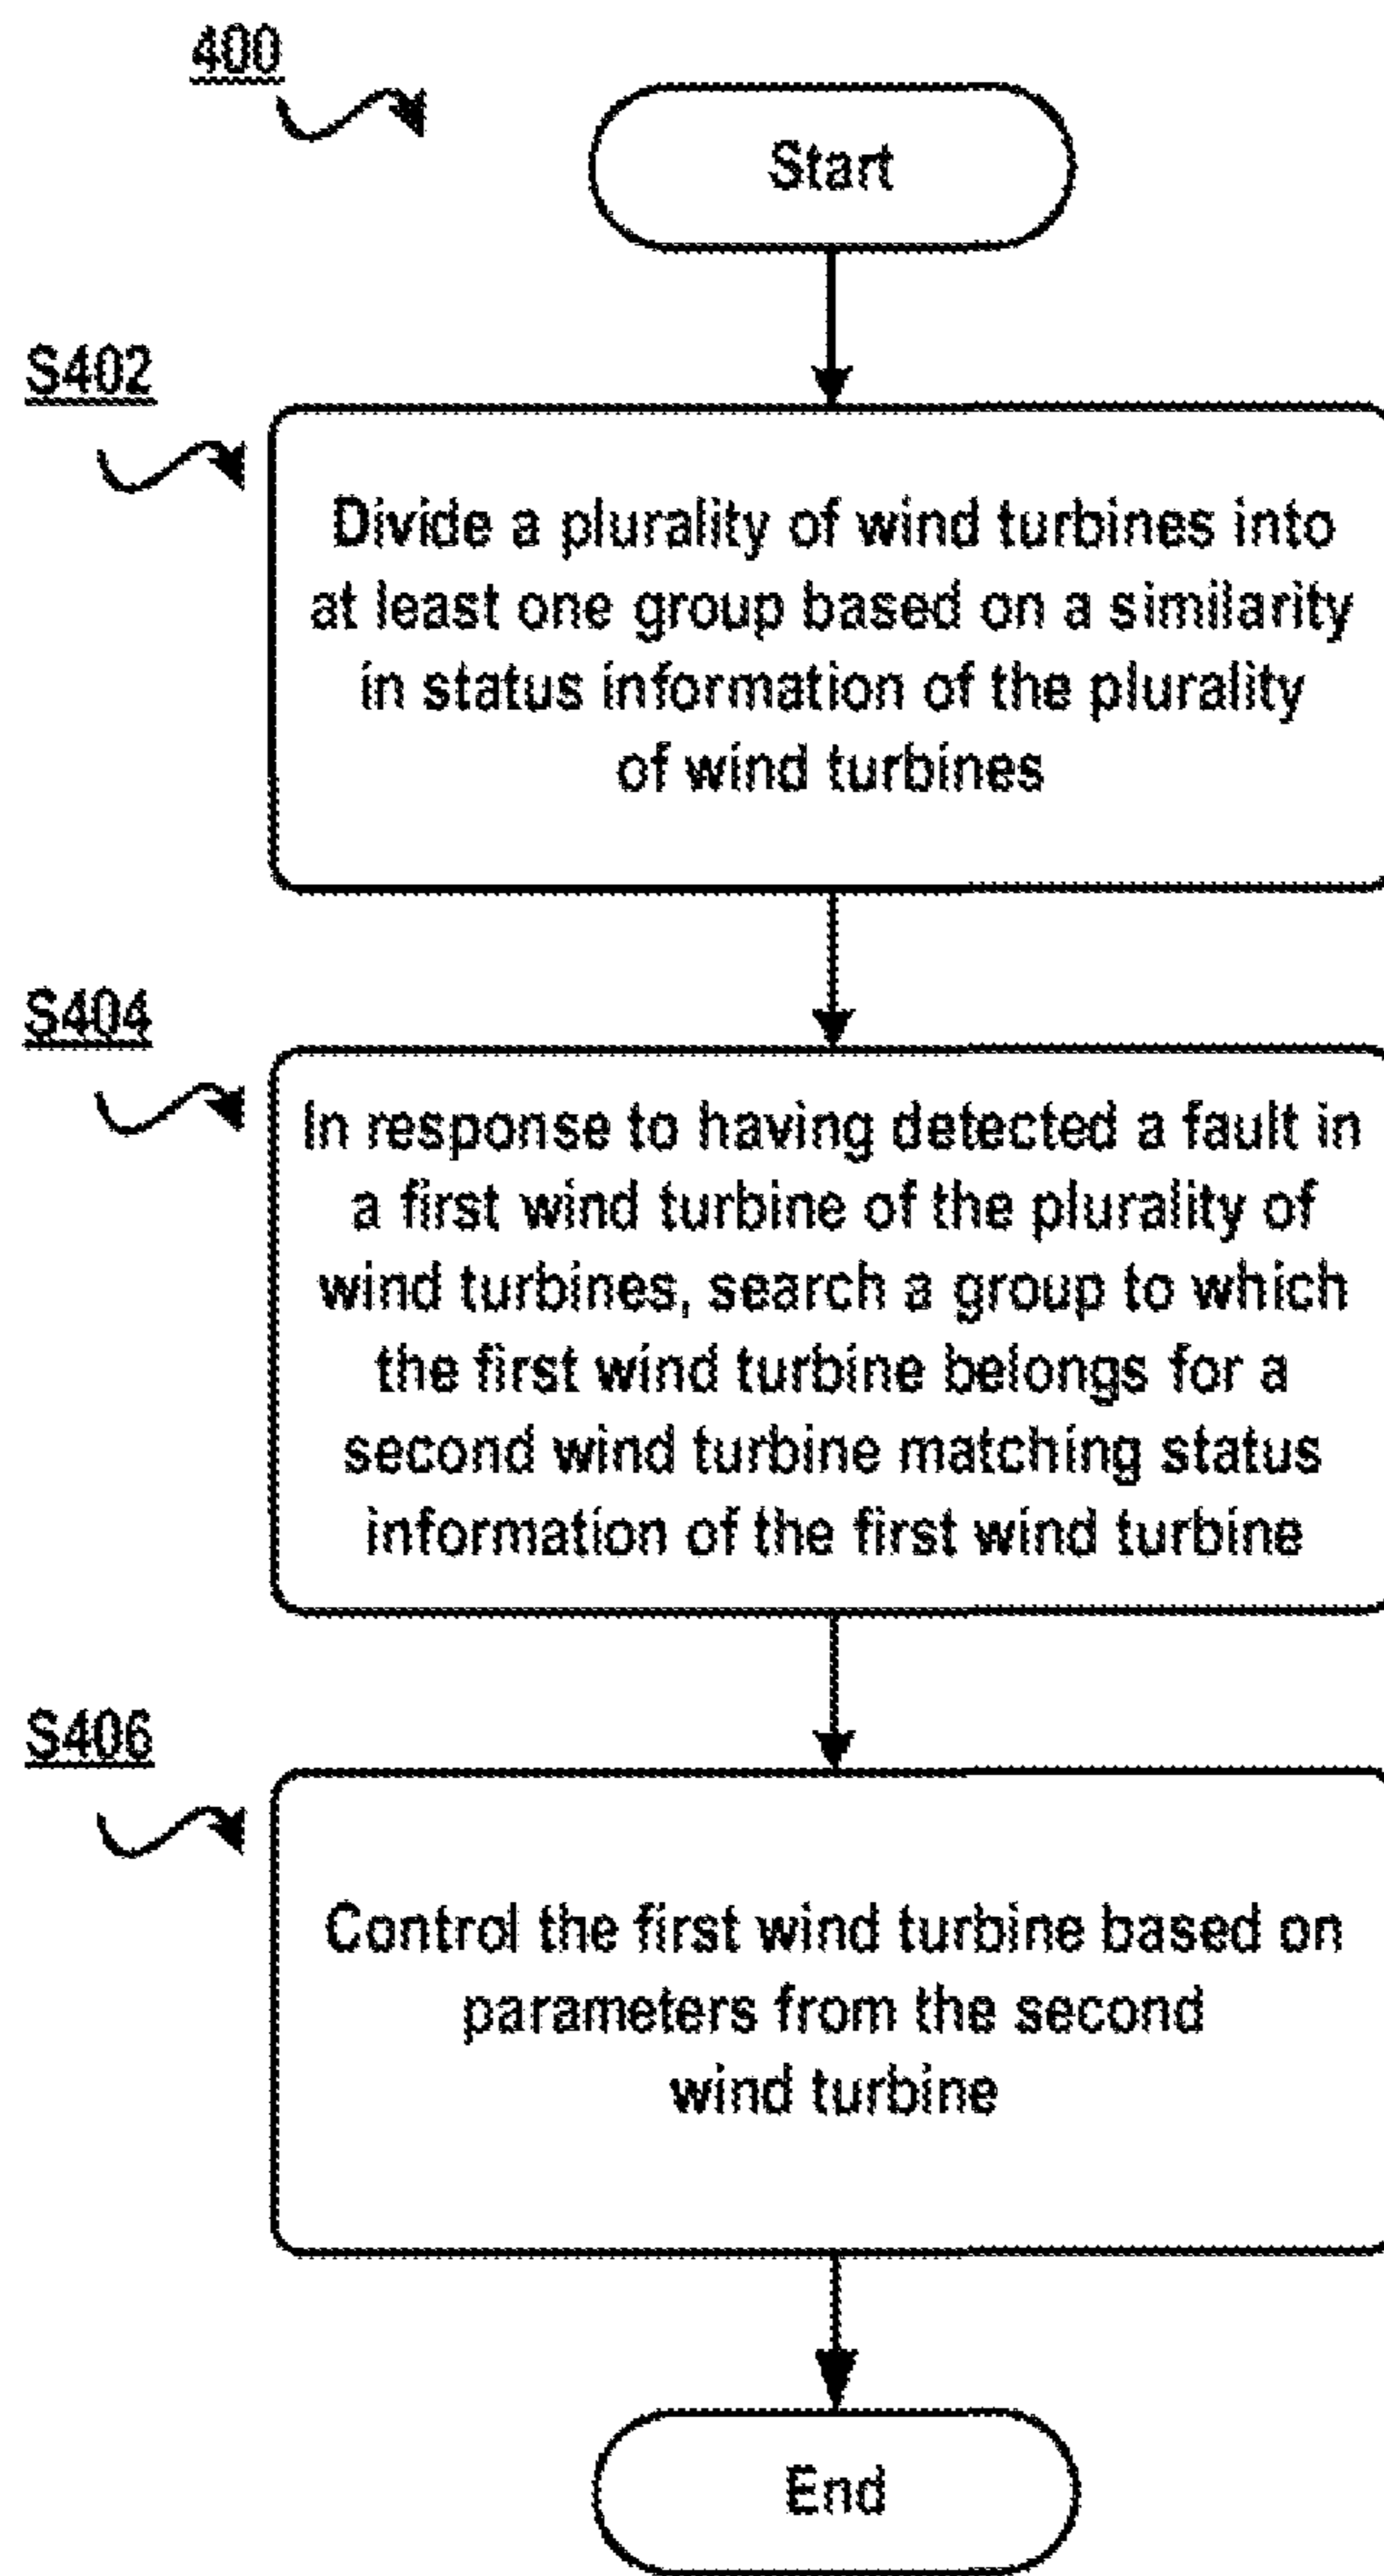 400
Start
S402
Divide a plurality of wind turbines into
at least one group based on a similarity
in status information of the plurality
of wind turbines
S404
In response to having detected a fault in
a first wind turbine of the plurality of
wind turbines, search a group to which
the first wind turbine belongs for a
second wind turbine matching status
information of the first wind turbine
S406
Control the first wind turbine based on
parameters from the second
wind turbine
End